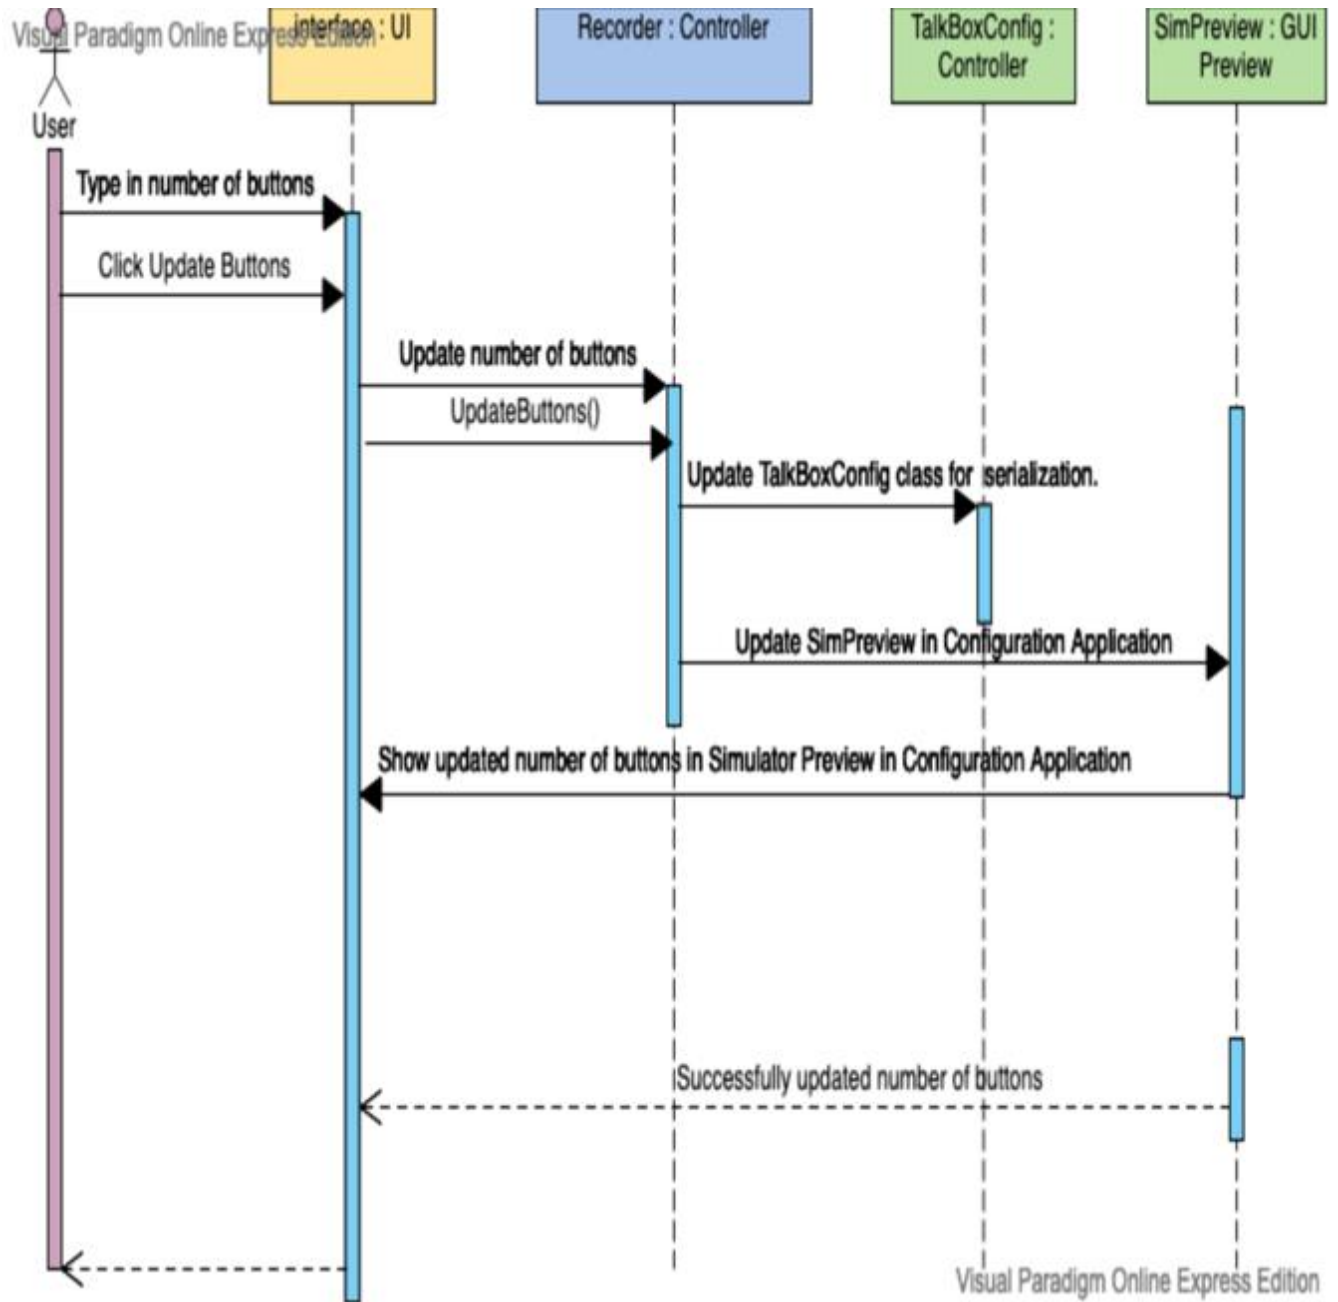 Visual Paradigm Online Express Edition
interface : UI
Recorder : Controller
TalkBoxConfig :
Controller
SimPreview : GUI
Preview
User
Type in number of buttons
Click Update Buttons
Update number of buttons
UpdateButtons()
Update TalkBoxConfig class for serialization.
Update SimPreview in Configuration Application
Show updated number of buttons in Simulator Preview in Configuration Application
Successfully updated number of buttons
Visual Paradigm Online Express Edition